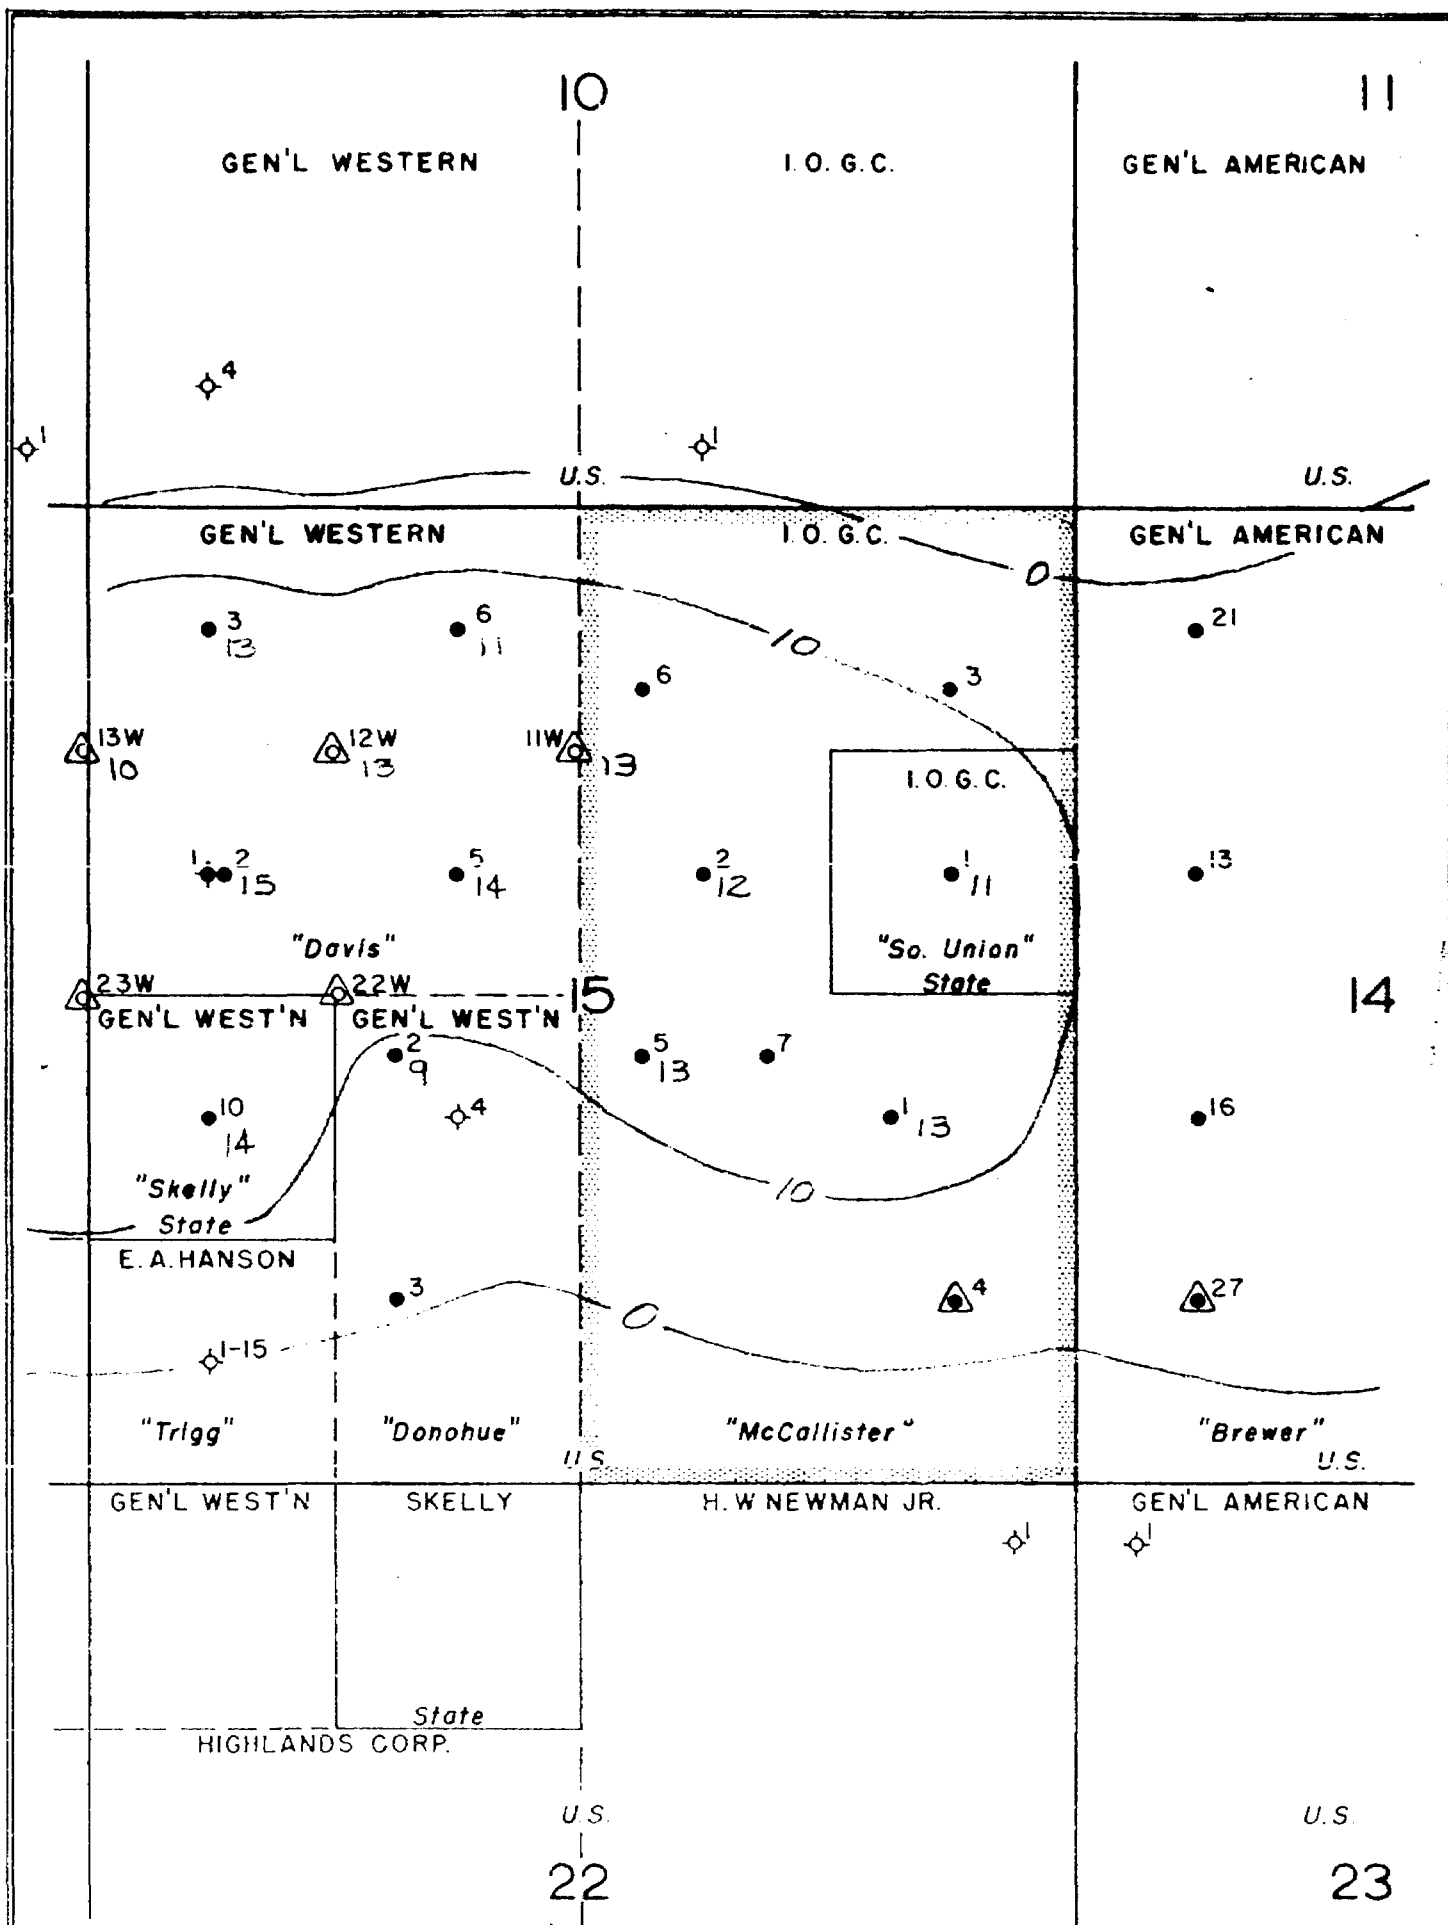 10 11
GEN'L WESTERN I.O.G.C. GEN'L AMERICAN
4
1 1
U.S. U.S.
GEN'L WESTERN I.O.G.C. GEN'L AMERICAN
0
3 6 21
13 11 10
6 3
13W 12W 11W
10 13 13
I.O.G.C.
1 2 5 2 1 13
15 14 12 11
"Davis" "So. Union"
State
23W 22W 15 14
GEN'L WEST'N GEN'L WEST'N
2 5 7
9 13
10 4 1 16
14 13
"Skelly" 10
State
E.A.HANSON
3 4 27
0
1-15
"Trigg" "Donohue" "McCallister" "Brewer"
U.S. U.S.
GEN'L WEST'N SKELLY H.W NEWMAN JR. GEN'L AMERICAN
1 1
State
HIGHLANDS CORP.
U.S. U.S.
22 23